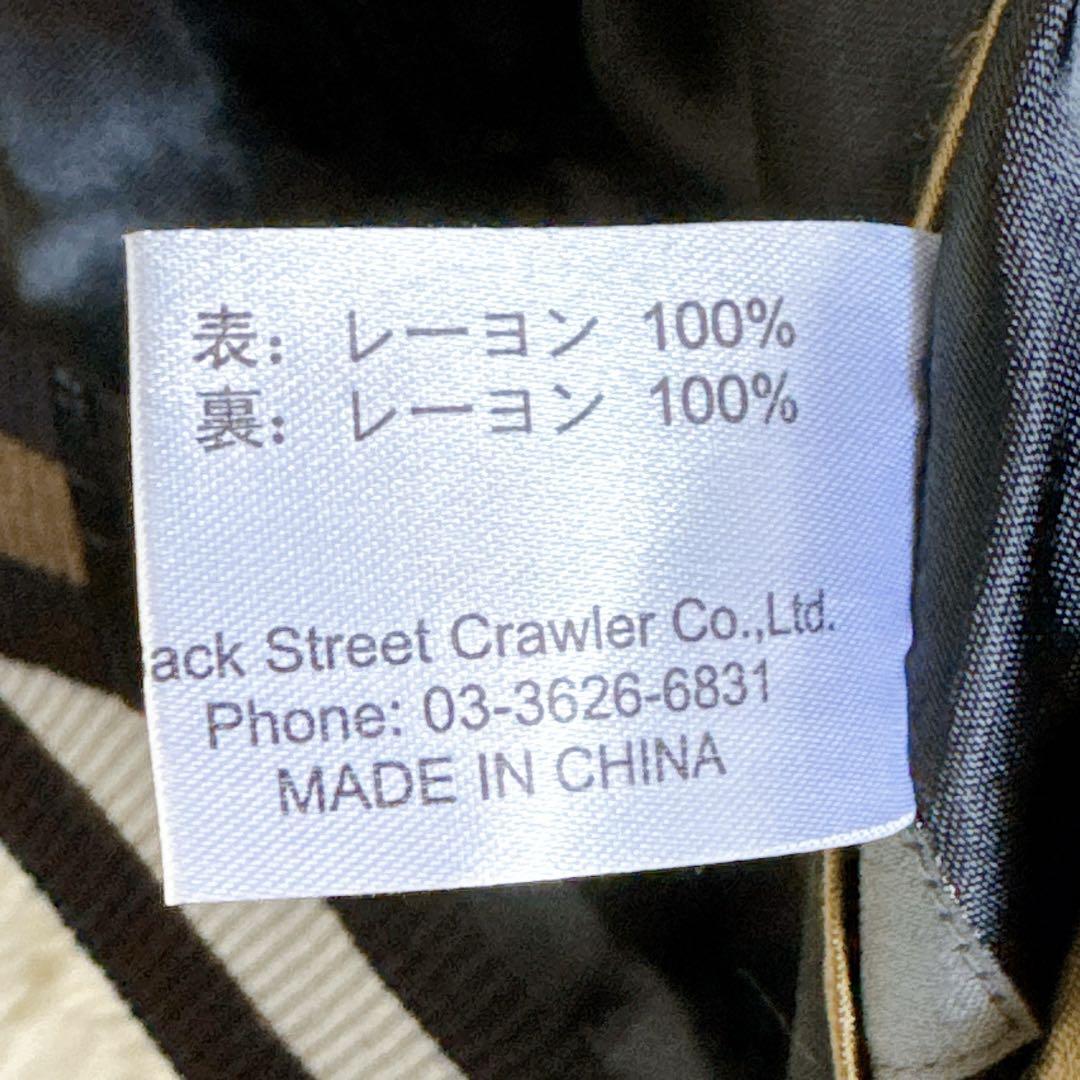 表: レーヨン 100%
裏: レーヨン 100%
ack Street Crawler Co.,Ltd.
Phone: 03-3626-6831
MADE IN CHINA